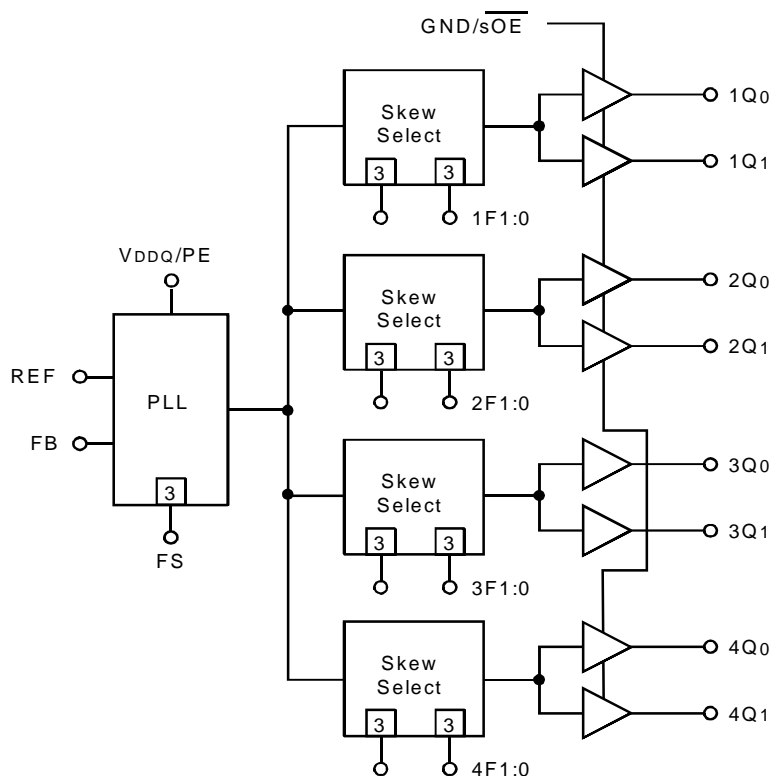 GND/sOE
Skew
Select
3 3
1F1:0
1Q0
1Q1
VDDQ/PE
REF
FB
PLL
3
FS
Skew
Select
3 3
2F1:0
2Q0
2Q1
Skew
Select
3 3
3F1:0
3Q0
3Q1
Skew
Select
3 3
4F1:0
4Q0
4Q1